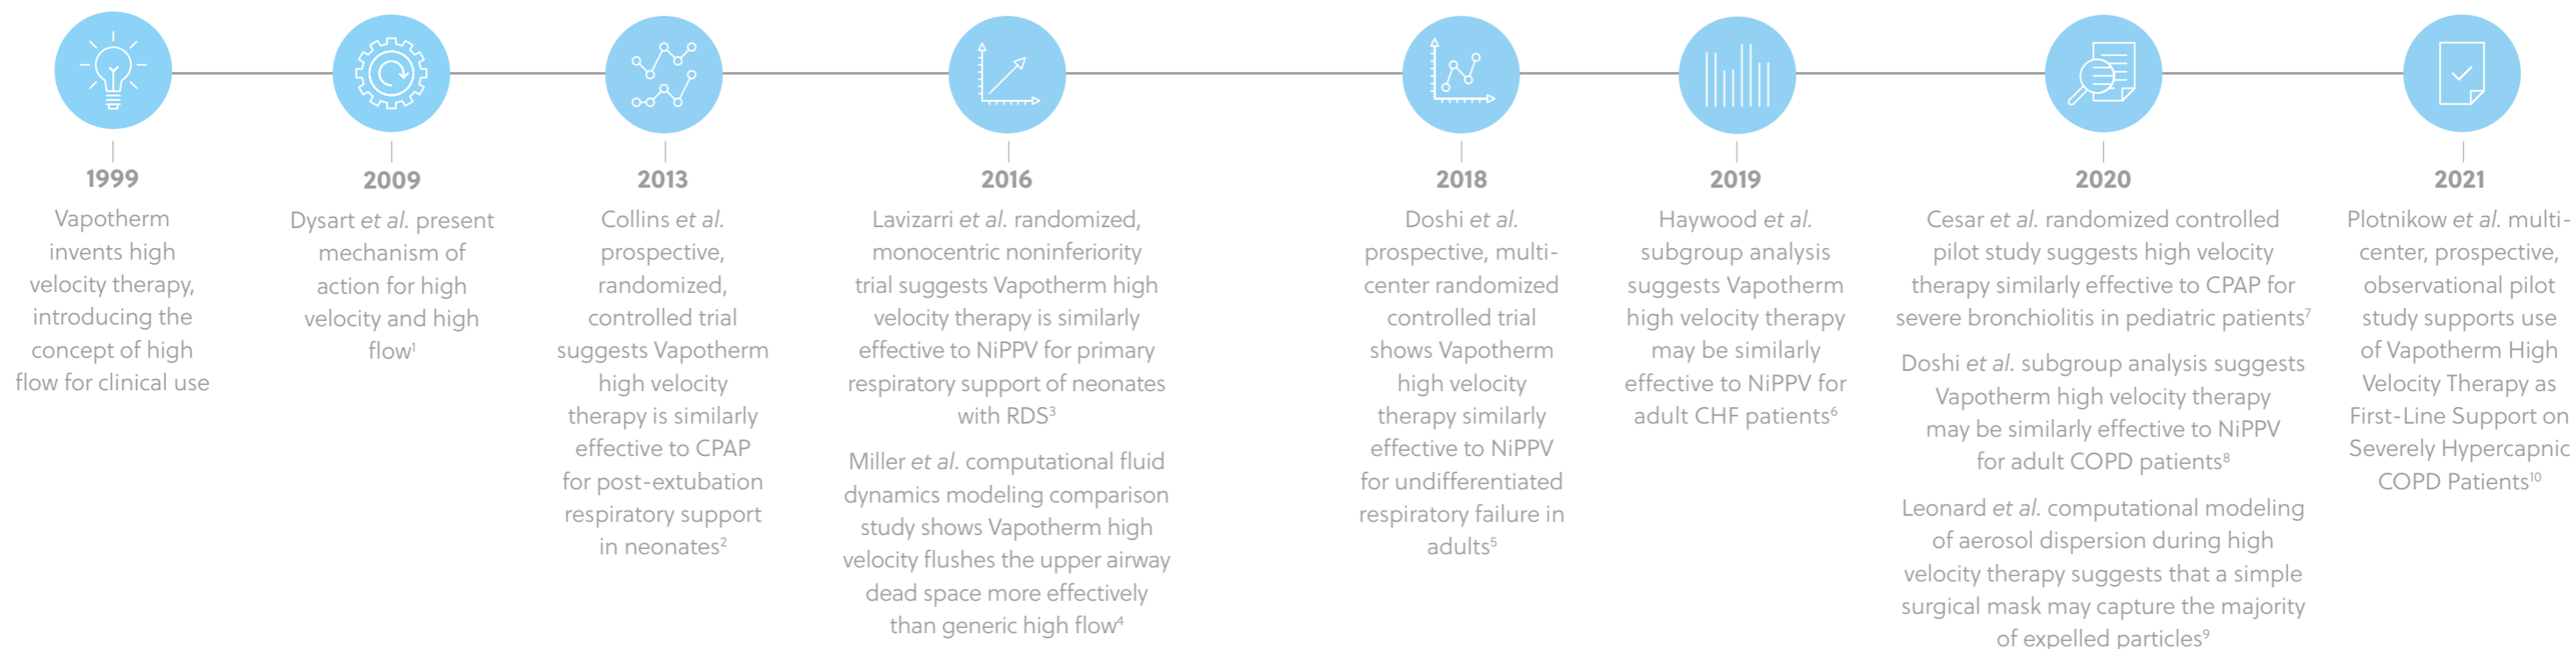 1999
Vapotherm
invents high
velocity therapy,
introducing the
concept of high
flow for clinical use
2009
Dysart et al. present
mechanism of
action for high
velocity and high
flow¹
2013
Collins et al.
prospective,
randomized,
controlled trial
suggests Vapotherm
high velocity
therapy is similarly
effective to CPAP
for post-extubation
respiratory support
in neonates²
2016
Lavizarri et al. randomized,
monocentric noninferiority
trial suggests Vapotherm high
velocity therapy is similarly
effective to NiPPV for primary
respiratory support of neonates
with RDS³
Miller et al. computational fluid
dynamics modeling comparison
study shows Vapotherm high
velocity flushes the upper airway
dead space more effectively
than generic high flow⁴
2018
Doshi et al.
prospective, multi-
center randomized
controlled trial
shows Vapotherm
high velocity
therapy similarly
effective to NiPPV
for undifferentiated
respiratory failure in
adults⁵
2019
Haywood et al.
subgroup analysis
suggests Vapotherm
high velocity therapy
may be similarly
effective to NiPPV for
adult CHF patients⁶
2020
Cesar et al. randomized controlled
pilot study suggests high velocity
therapy similarly effective to CPAP for
severe bronchiolitis in pediatric patients⁷
Doshi et al. subgroup analysis suggests
Vapotherm high velocity therapy
may be similarly effective to NiPPV
for adult COPD patients⁸
Leonard et al. computational modeling
of aerosol dispersion during high
velocity therapy suggests that a simple
surgical mask may capture the majority
of expelled particles⁹
2021
Plotnikow et al. multi-
center, prospective,
observational pilot
study supports use
of Vapotherm High
Velocity Therapy as
First-Line Support on
Severely Hypercapnic
COPD Patients¹⁰